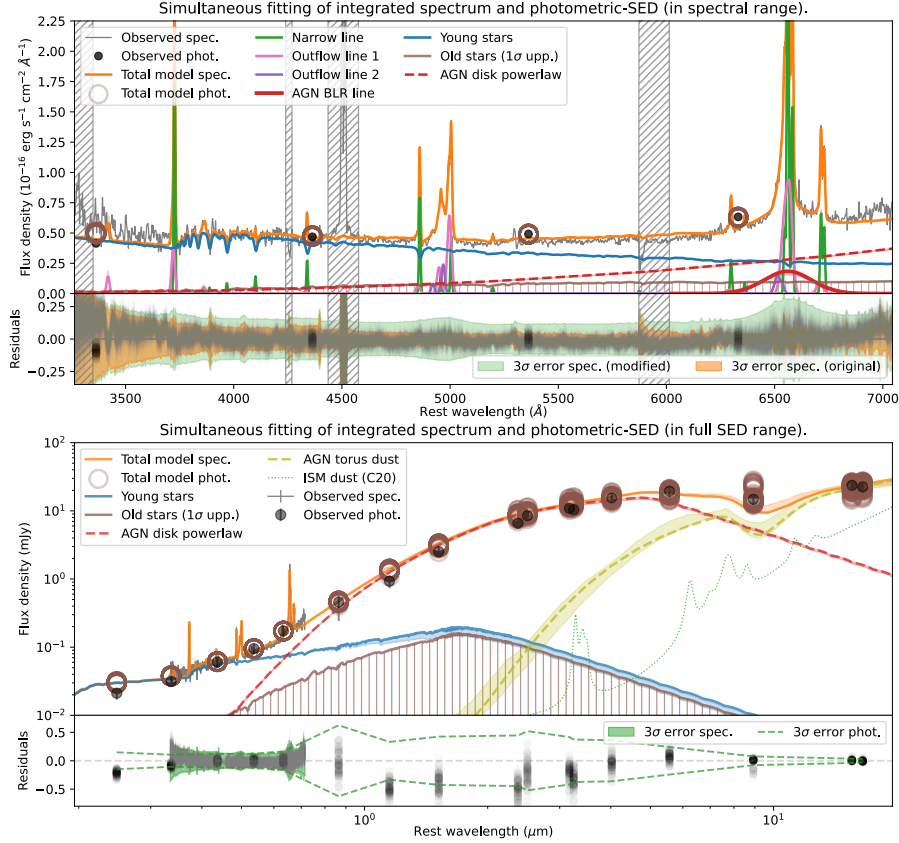 Simultaneous fitting of integrated spectrum and photometric-SED (in spectral range).
Flux density (10⁻¹⁶ erg s⁻¹ cm⁻² Å⁻¹)
2.25
2.00
1.75
1.50
1.25
1.00
0.75
0.50
0.25
0.00
Observed spec.
Observed phot.
Total model spec.
Total model phot.
Narrow line
Outflow line 1
Outflow line 2
AGN BLR line
Young stars
Old stars (1σ upp.)
AGN disk powerlaw
Residuals
0.25
0.00
−0.25
3σ error spec. (modified)
3σ error spec. (original)
3500
4000
4500
5000
5500
6000
6500
7000
Rest wavelength (Å)
Simultaneous fitting of integrated spectrum and photometric-SED (in full SED range).
Flux density (mJy)
10²
10¹
10⁰
10⁻¹
10⁻²
Total model spec.
Total model phot.
Young stars
Old stars (1σ upp.)
AGN disk powerlaw
AGN torus dust
ISM dust (C20)
Observed spec.
Observed phot.
Residuals
0.5
0.0
−0.5
3σ error spec.
3σ error phot.
10⁰
10¹
Rest wavelength (μm)